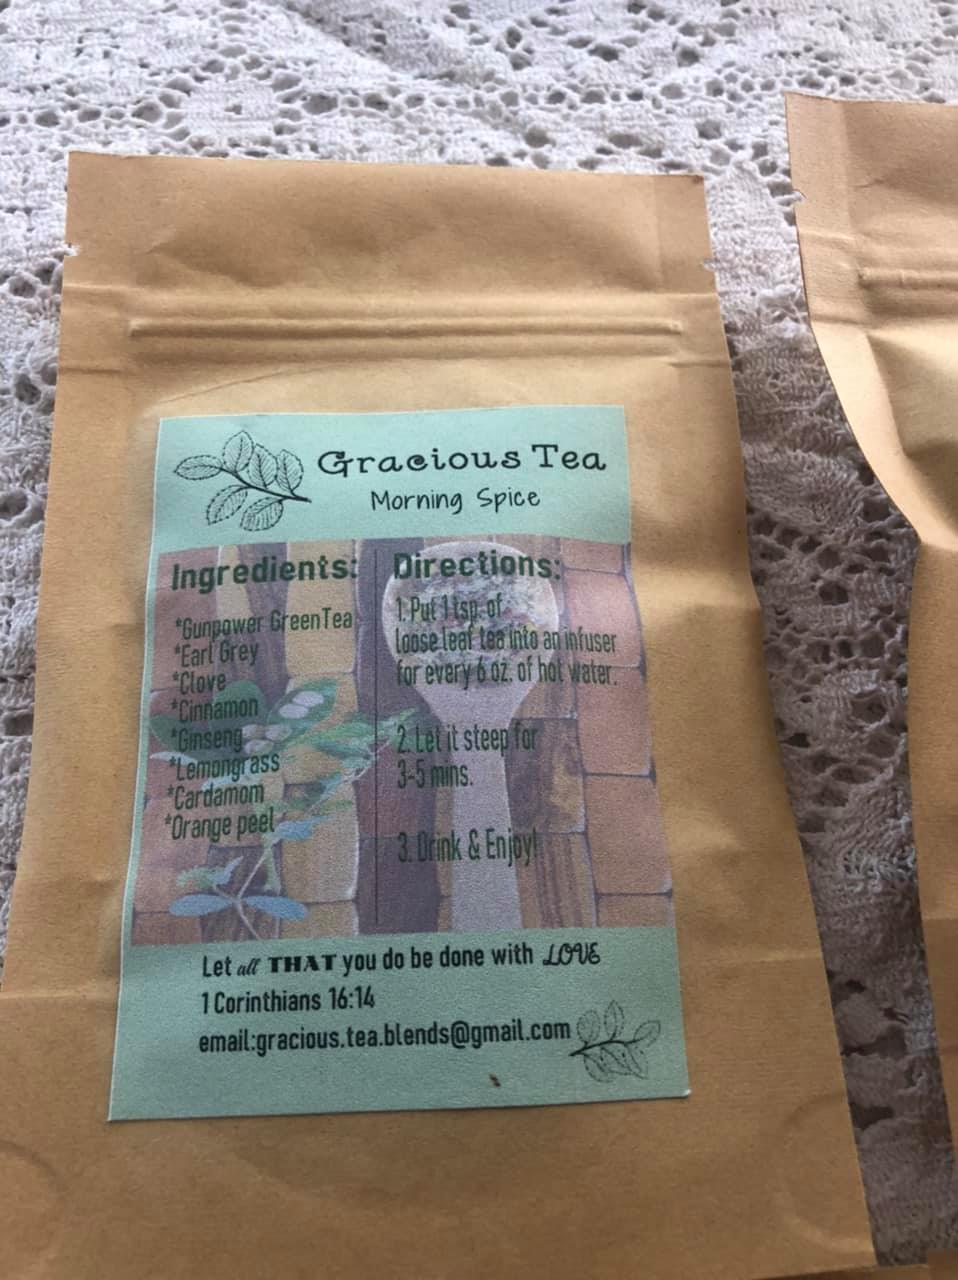 Gracious Tea
Morning Spice
Ingredients:
*Gunpower GreenTea
*Earl Grey
*Clove
*Cinnamon
*Ginseng
*Lemongrass
*Cardamom
*Orange peel
Directions:
1. Put 1 tsp. of
loose leaf tea into an infuser
for every 6 oz. of hot water.
2. Let it steep for
3-5 mins.
3. Drink & Enjoy!
Let all THAT you do be done with LOVE
1 Corinthians 16:14
email:gracious.tea.blends@gmail.com